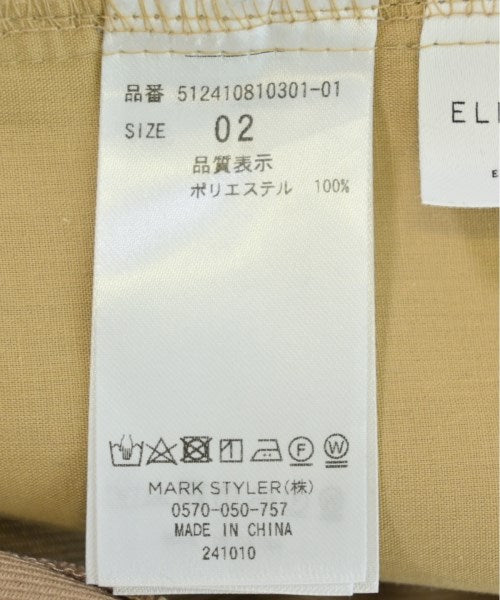 品番 512410810301-01
SIZE 02
品質表示
ポリエステル 100%
F W
MARK STYLER(株)
0570-050-757
MADE IN CHINA
241010